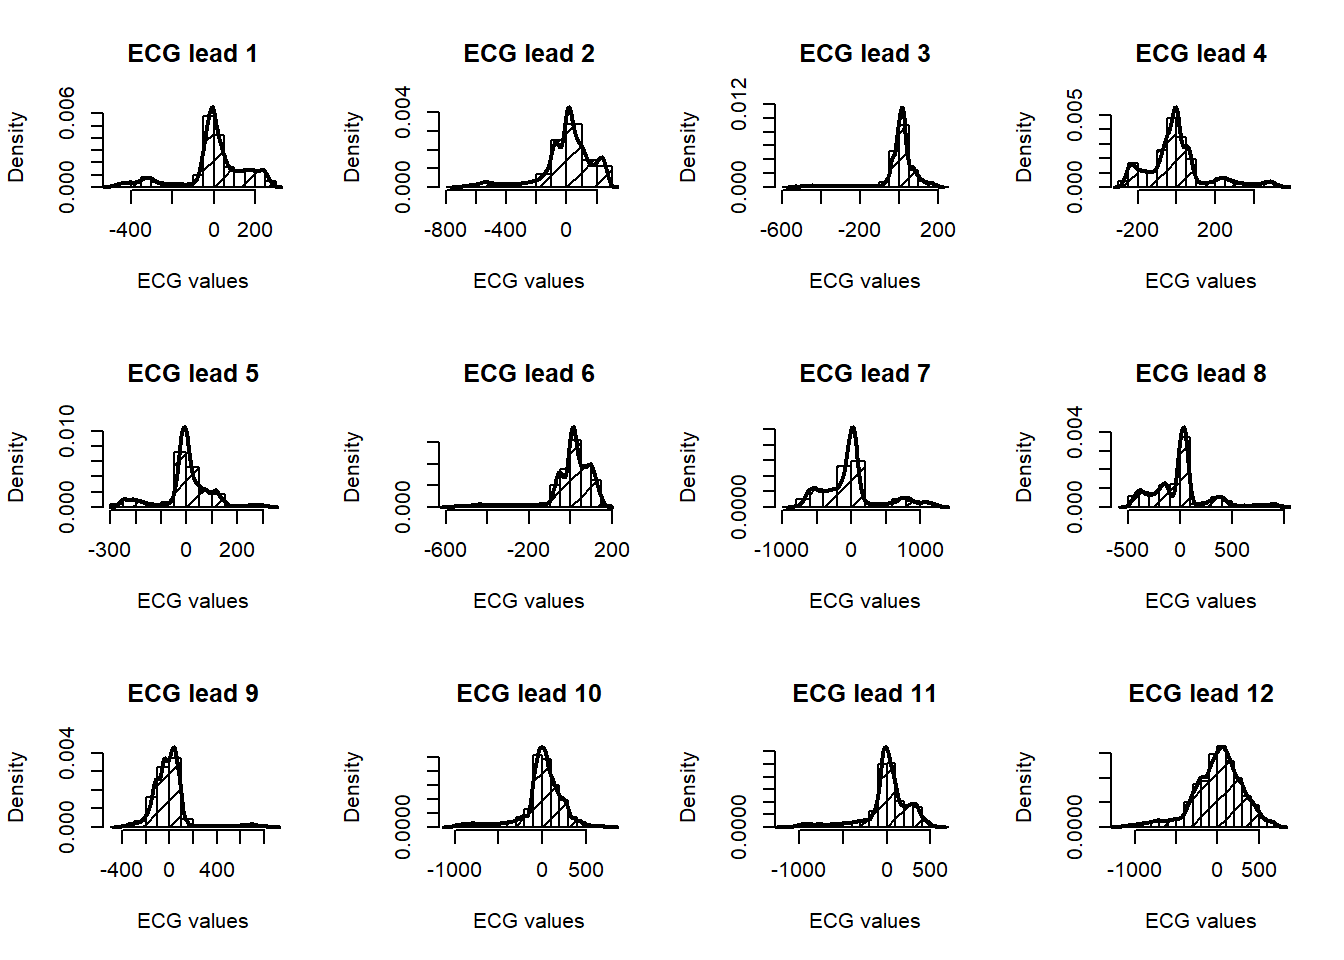 ECG lead 1
Density
0.000 0.006
-400 0 200
ECG values
ECG lead 2
Density
0.000 0.004
-800 -400 0
ECG values
ECG lead 3
Density
0.000 0.012
-600 -200 200
ECG values
ECG lead 4
Density
0.000 0.005
-200 200
ECG values
ECG lead 5
Density
0.000 0.010
-300 0 200
ECG values
ECG lead 6
Density
0.000
-600 -200 200
ECG values
ECG lead 7
Density
0.0000
-1000 0 1000
ECG values
ECG lead 8
Density
0.000 0.004
-500 0 500
ECG values
ECG lead 9
Density
0.000 0.004
-400 0 400
ECG values
ECG lead 10
Density
0.0000
-1000 0 500
ECG values
ECG lead 11
Density
0.0000
-1000 0 500
ECG values
ECG lead 12
Density
0.0000
-1000 0 500
ECG values